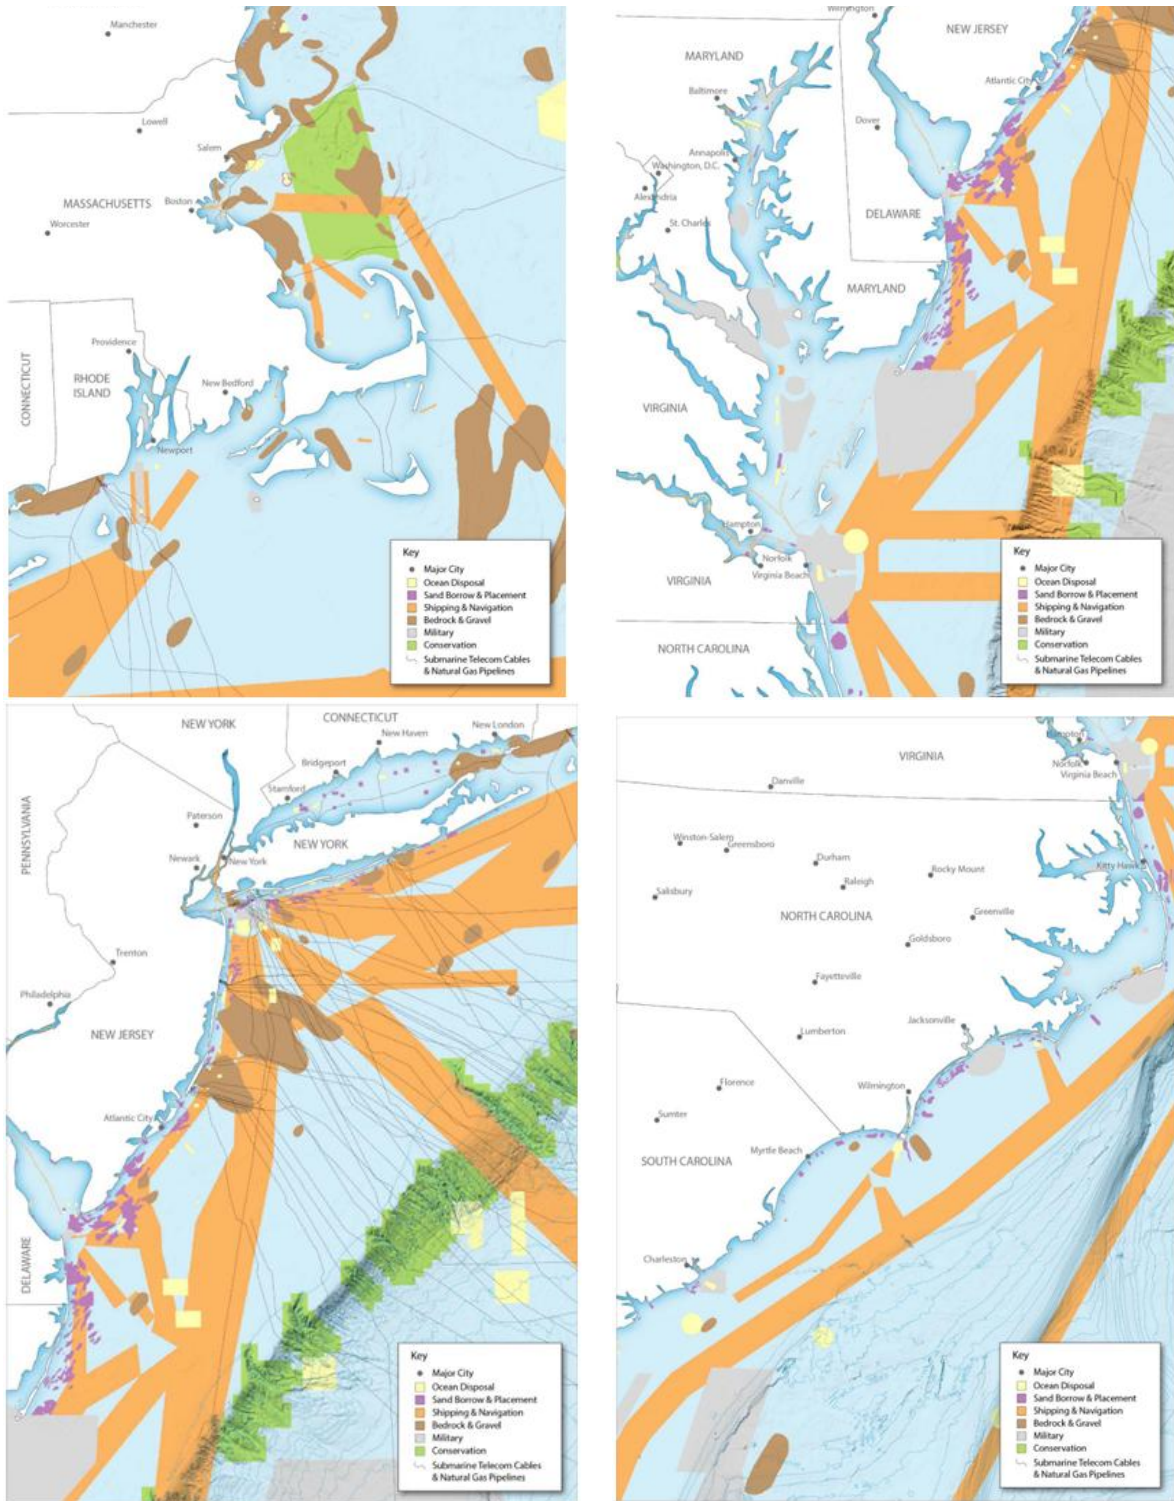 Manchester
Lowell
Salem
MASSACHUSETTS
Boston
Worcester
Providence
CONNECTICUT
RHODE
ISLAND
New Bedford
Newport
Key
Major City
Ocean Disposal
Sand Borrow & Placement
Shipping & Navigation
Bedrock & Gravel
Military
Conservation
Submarine Telecom Cables
& Natural Gas Pipelines
Wilmington
NEW JERSEY
MARYLAND
Atlantic City
Baltimore
Dover
Annapolis
Washington, D.C.
Alexandria
St. Charles
DELAWARE
MARYLAND
VIRGINIA
Hampton
Norfolk
Virginia Beach
VIRGINIA
NORTH CAROLINA
Key
Major City
Ocean Disposal
Sand Borrow & Placement
Shipping & Navigation
Bedrock & Gravel
Military
Conservation
Submarine Telecom Cables
& Natural Gas Pipelines
NEW YORK
CONNECTICUT
New London
New Haven
Bridgeport
Stamford
PENNSYLVANIA
Paterson
NEW YORK
Newark
New York
Trenton
Philadelphia
NEW JERSEY
Atlantic City
DELAWARE
Key
Major City
Ocean Disposal
Sand Borrow & Placement
Shipping & Navigation
Bedrock & Gravel
Military
Conservation
Submarine Telecom Cables
& Natural Gas Pipelines
Hampton
VIRGINIA
Norfolk
Virginia Beach
Danville
Winston-Salem
Greensboro
Durham
Kitty Hawk
Rocky Mount
Raleigh
Salisbury
NORTH CAROLINA
Greenville
Goldsboro
Fayetteville
Jacksonville
Lumberton
Florence
Wilmington
Sumter
Myrtle Beach
SOUTH CAROLINA
Charleston
Key
Major City
Ocean Disposal
Sand Borrow & Placement
Shipping & Navigation
Bedrock & Gravel
Military
Conservation
Submarine Telecom Cables
& Natural Gas Pipelines